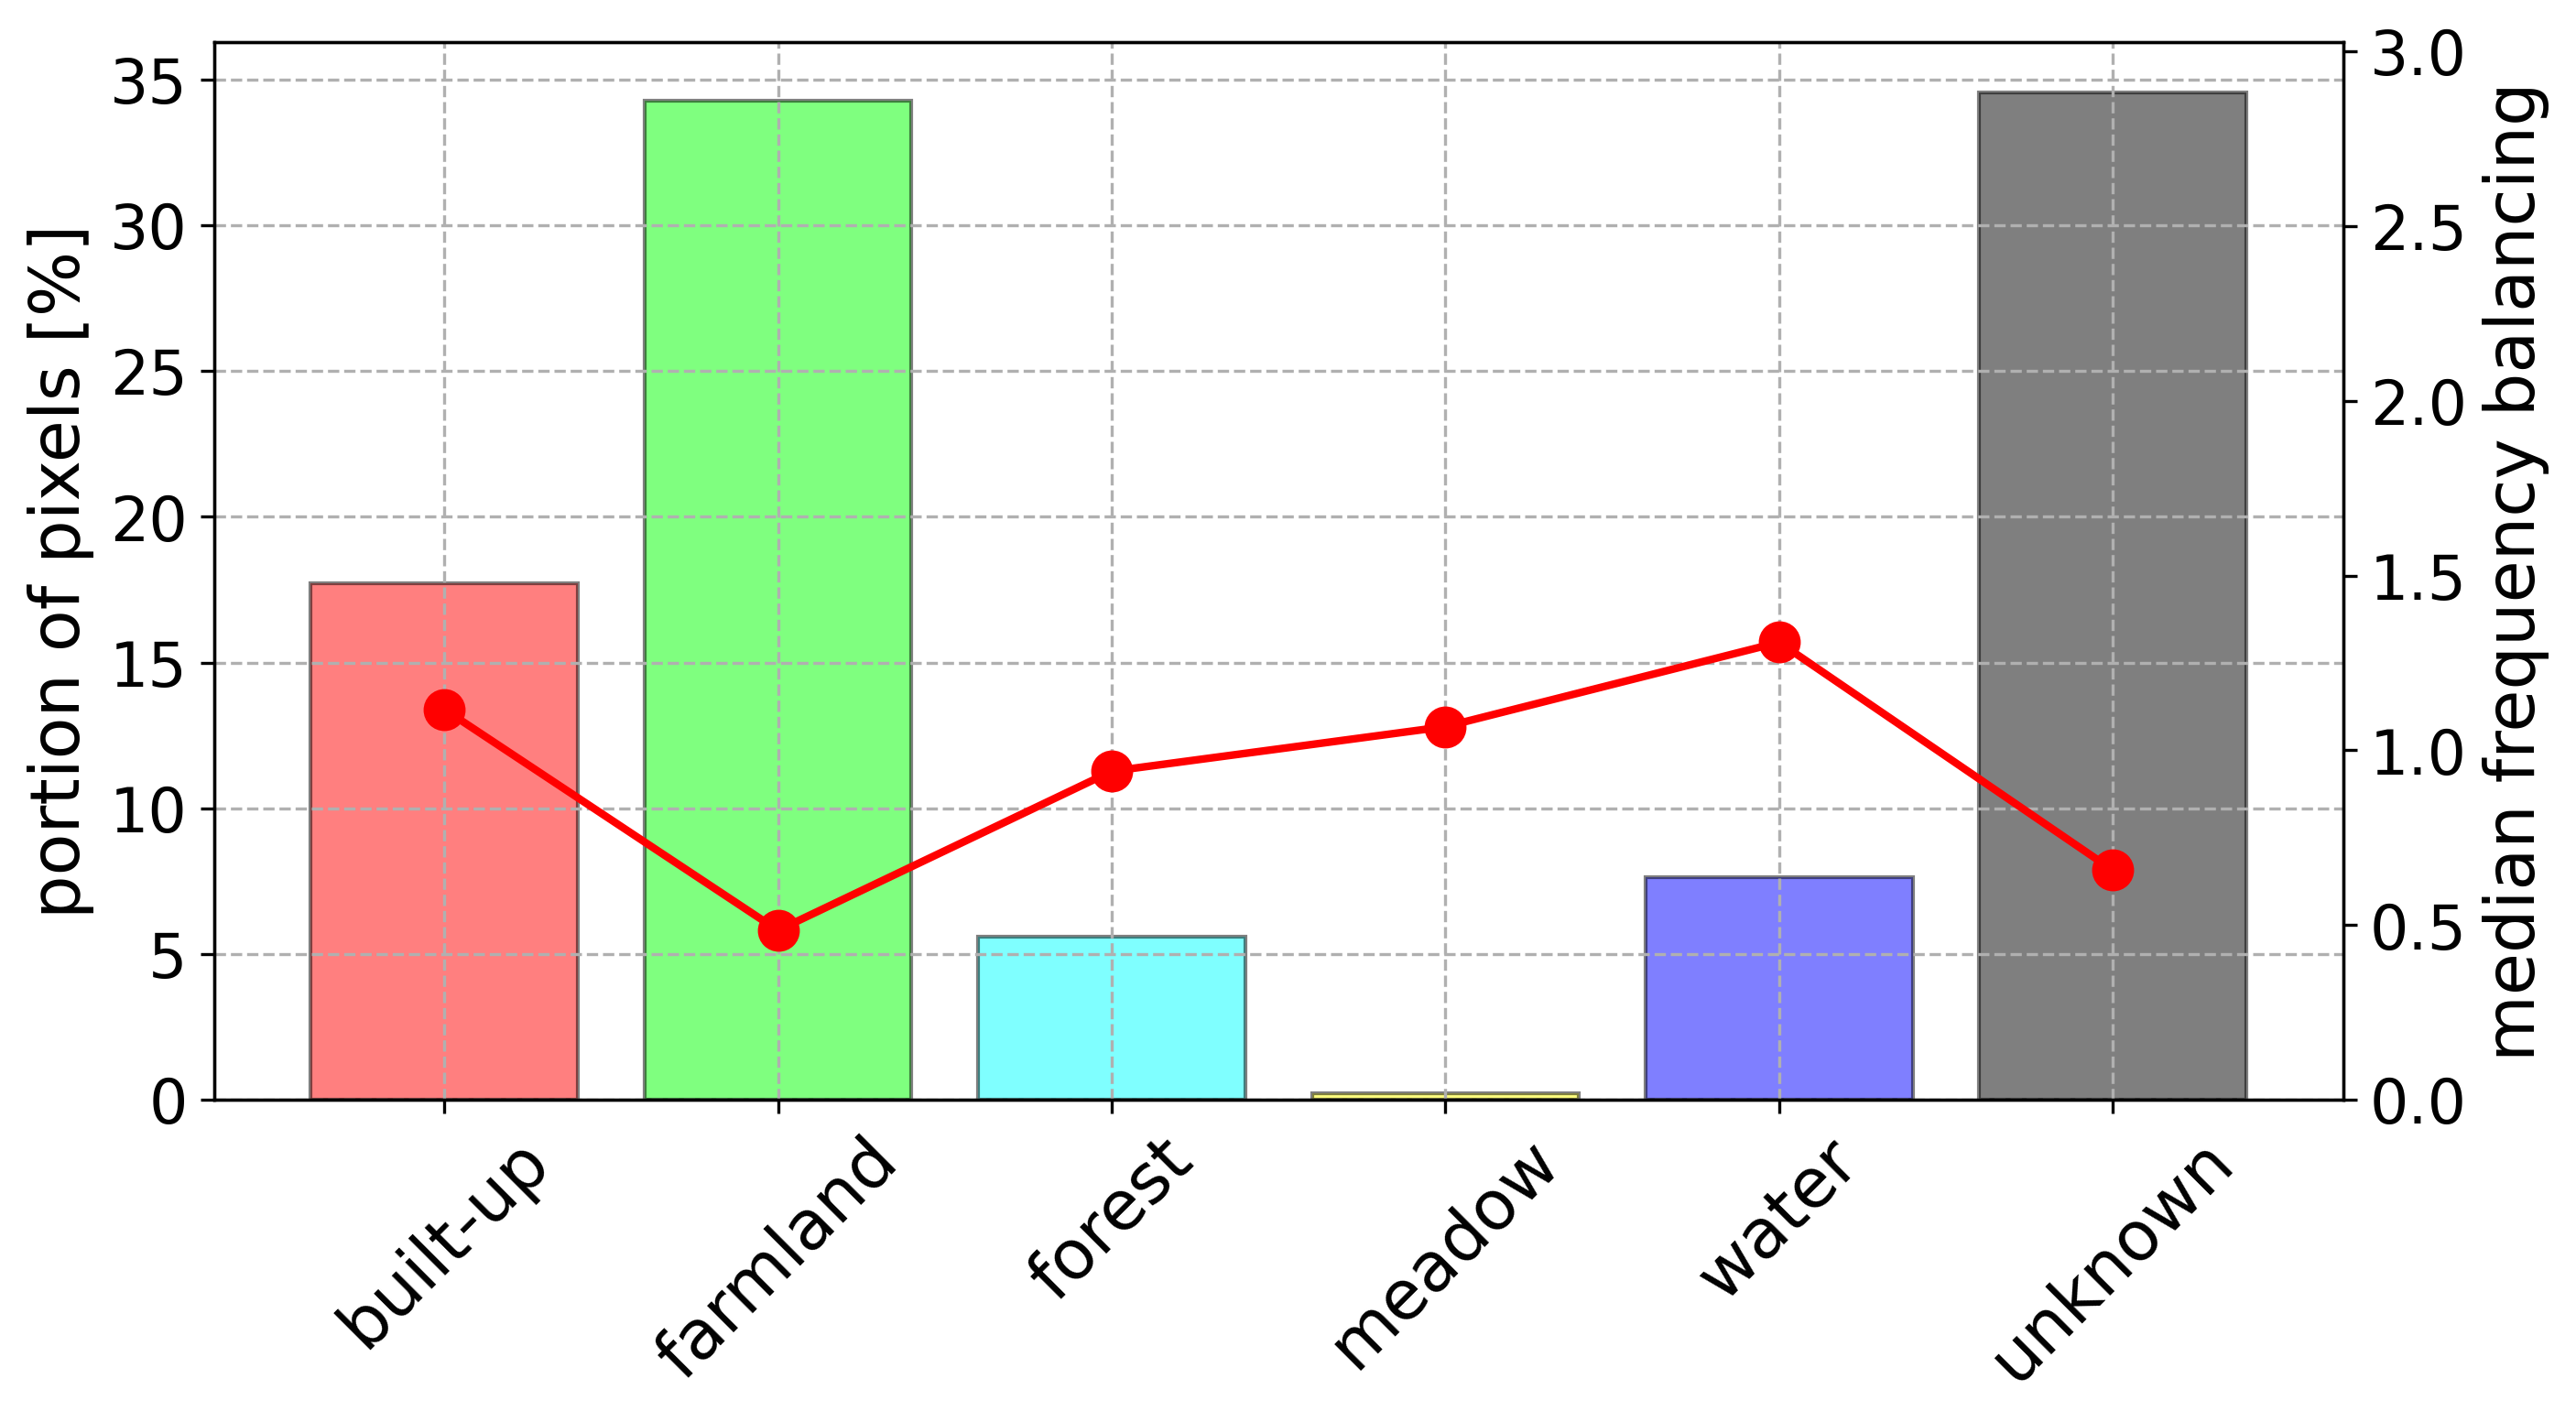 portion of pixels [%]
35
30
25
20
15
10
5
0
3.0
2.5
2.0
1.5
1.0
0.5
0.0
median frequency balancing
built-up
farmland
forest
meadow
water
unknown